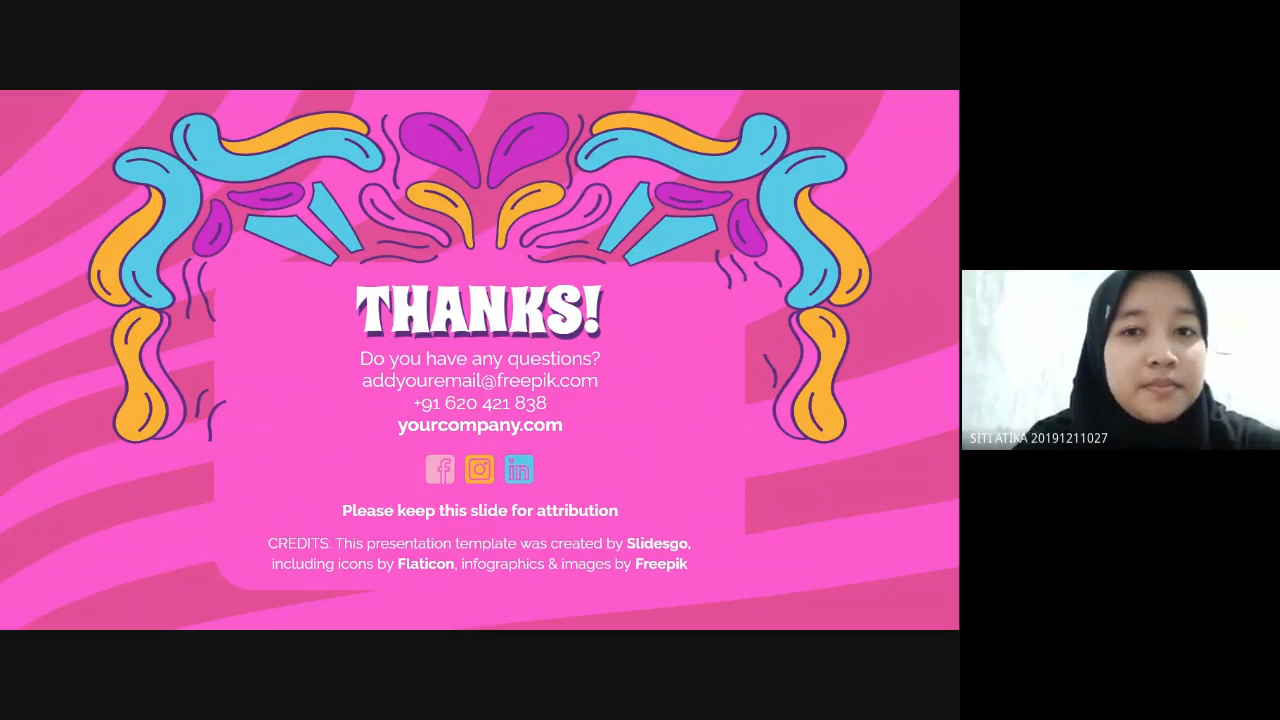 THANKS!
Do you have any questions?
addyouremail@freepik.com
+91 620 421 838
yourcompany.com
Please keep this slide for attribution
CREDITS: This presentation template was created by Slidesgo,
including icons by Flaticon, infographics & images by Freepik
SITI ATIKA 20191211027